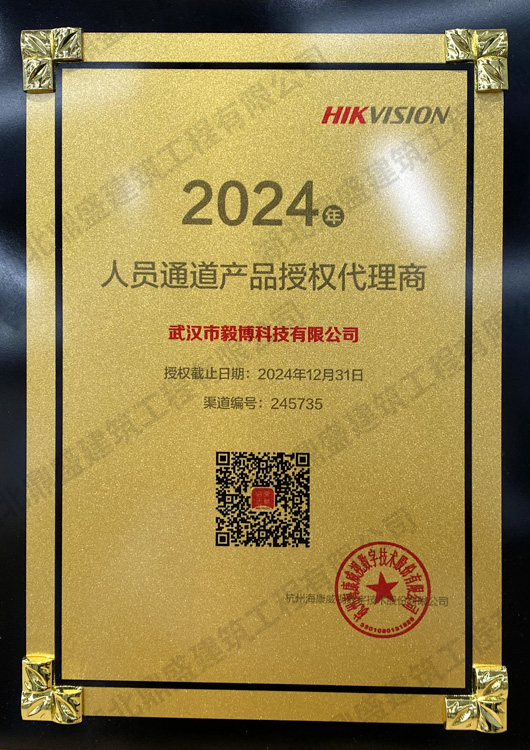 HIKVISION
2024年
人员通道产品授权代理商
武汉市毅博科技有限公司
授权截止日期：2024年12月31日
渠道编号：245735
杭州海康威视数字技术股份有限公司